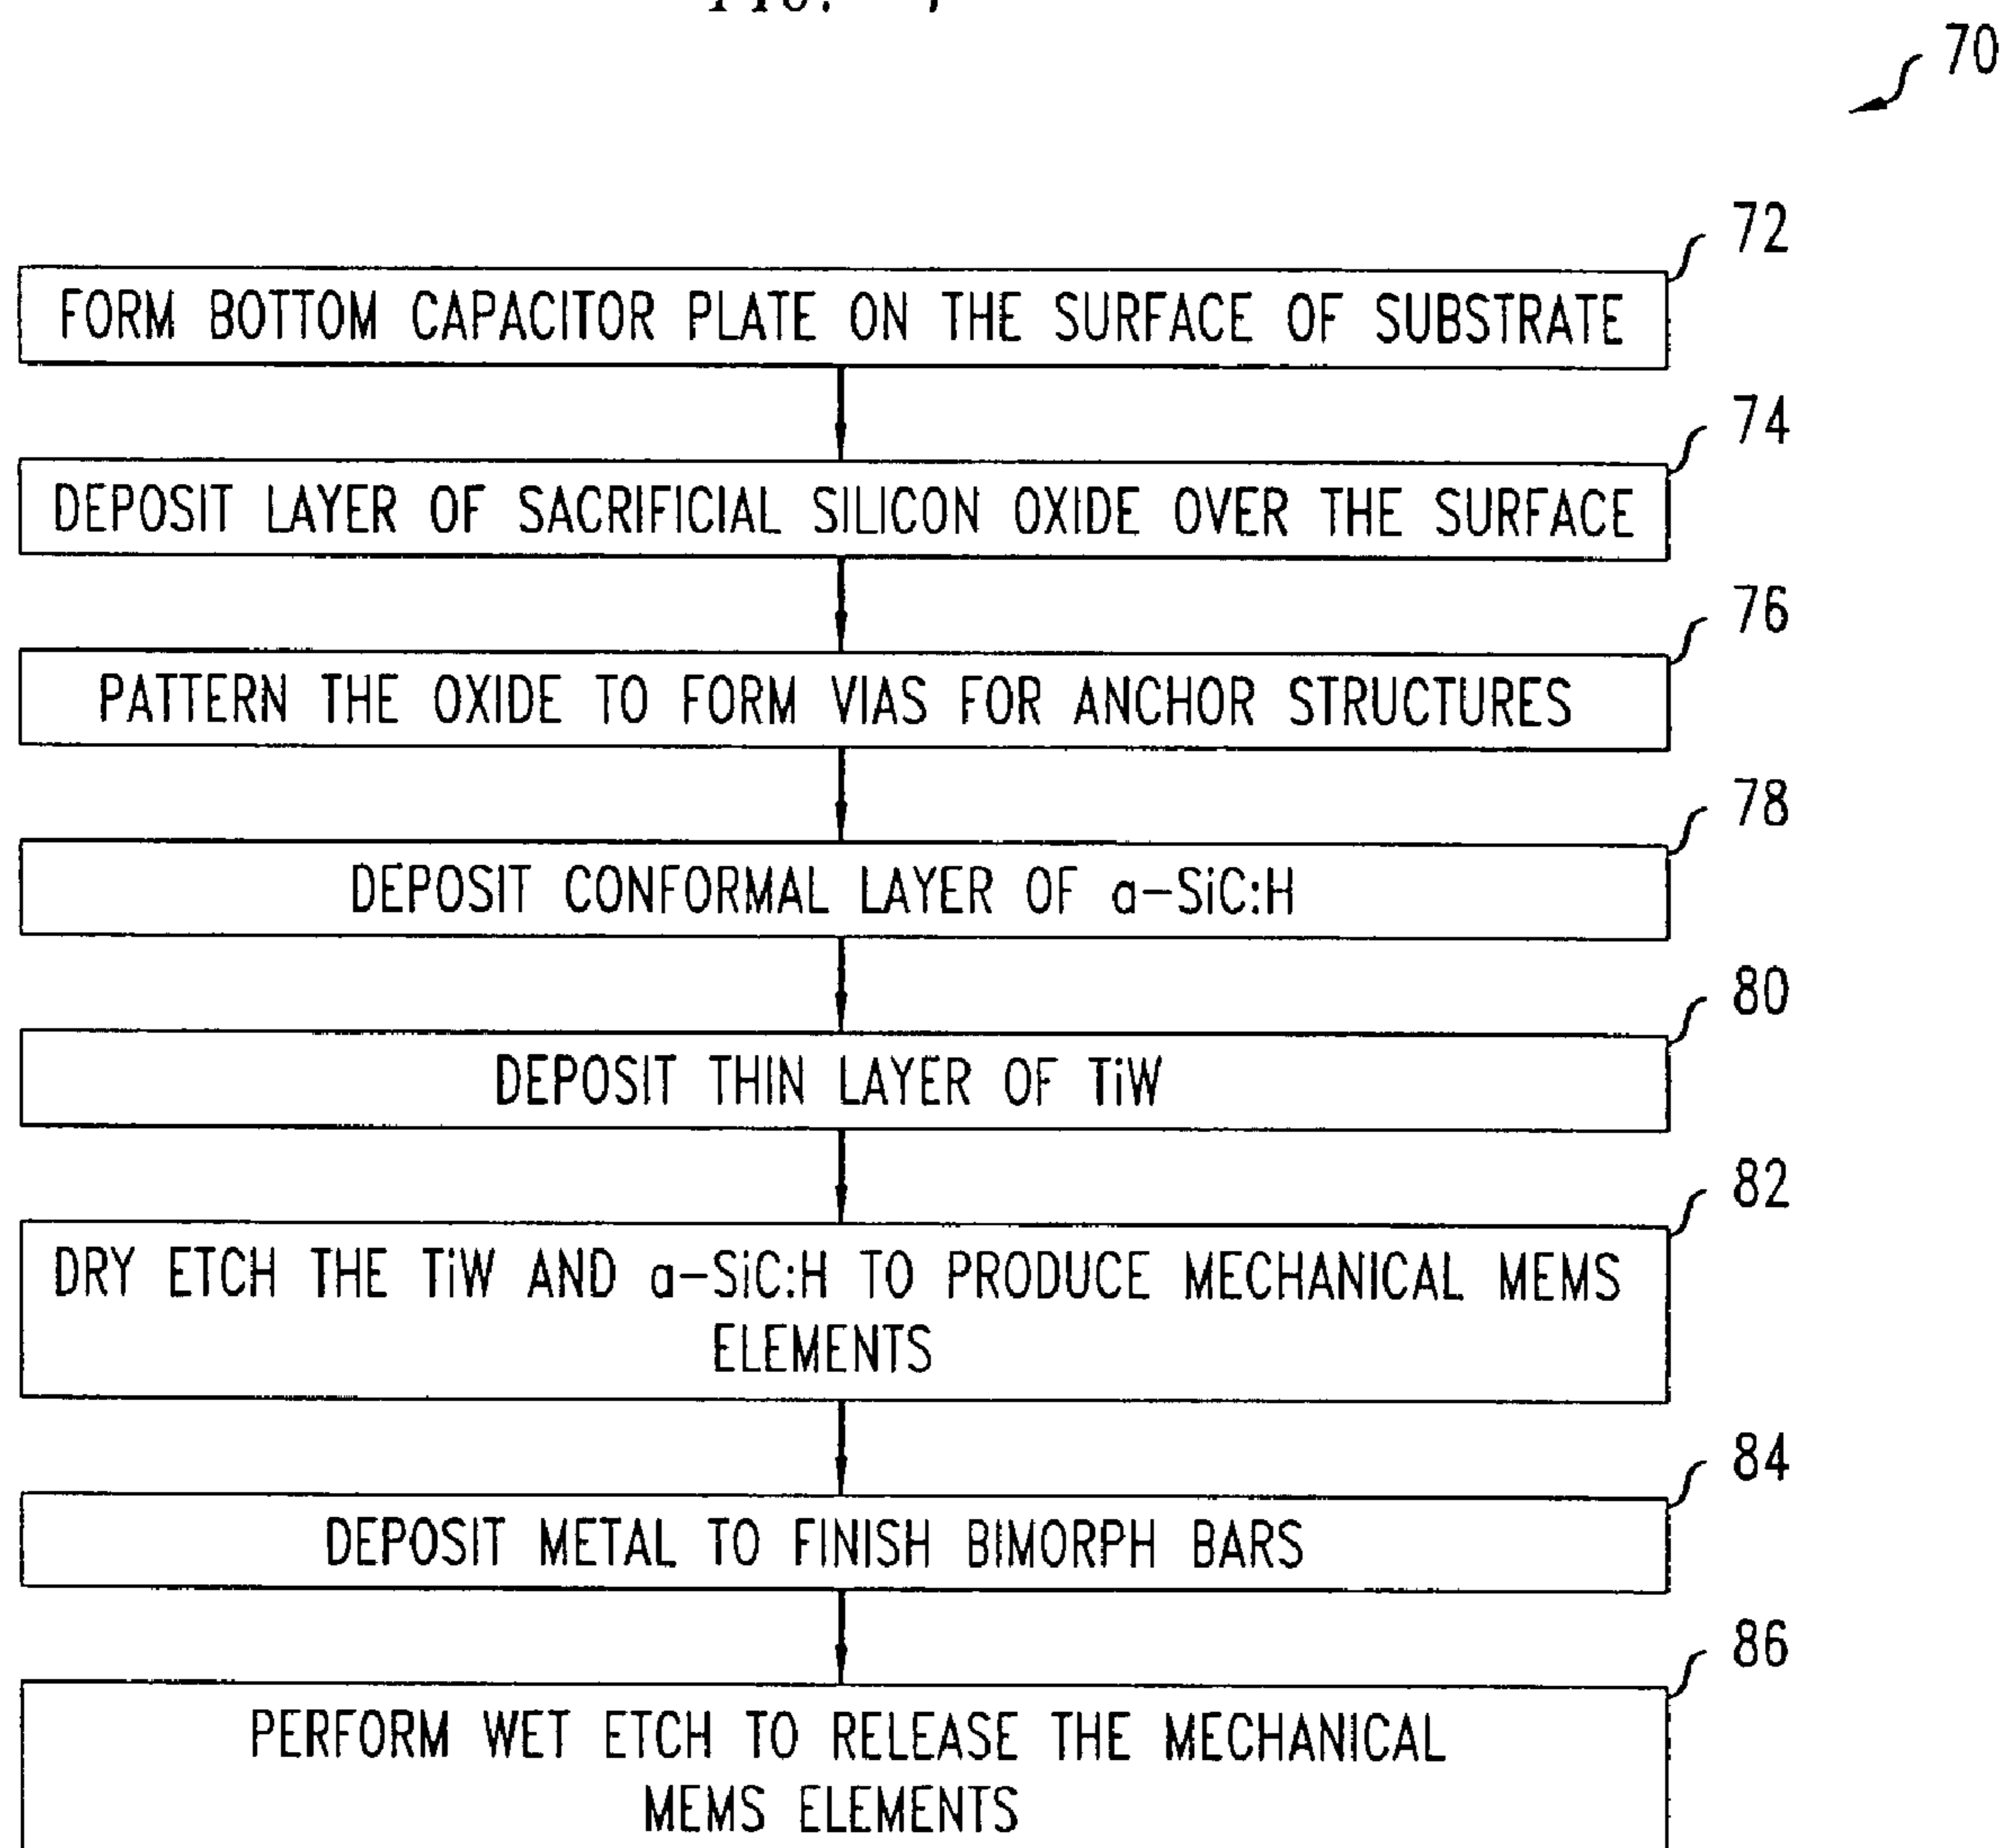 70
72
FORM BOTTOM CAPACITOR PLATE ON THE SURFACE OF SUBSTRATE
74
DEPOSIT LAYER OF SACRIFICIAL SILICON OXIDE OVER THE SURFACE
76
PATTERN THE OXIDE TO FORM VIAS FOR ANCHOR STRUCTURES
78
DEPOSIT CONFORMAL LAYER OF a-SiC:H
80
DEPOSIT THIN LAYER OF TiW
82
DRY ETCH THE TiW AND a-SiC:H TO PRODUCE MECHANICAL MEMS
ELEMENTS
84
DEPOSIT METAL TO FINISH BIMORPH BARS
86
PERFORM WET ETCH TO RELEASE THE MECHANICAL
MEMS ELEMENTS